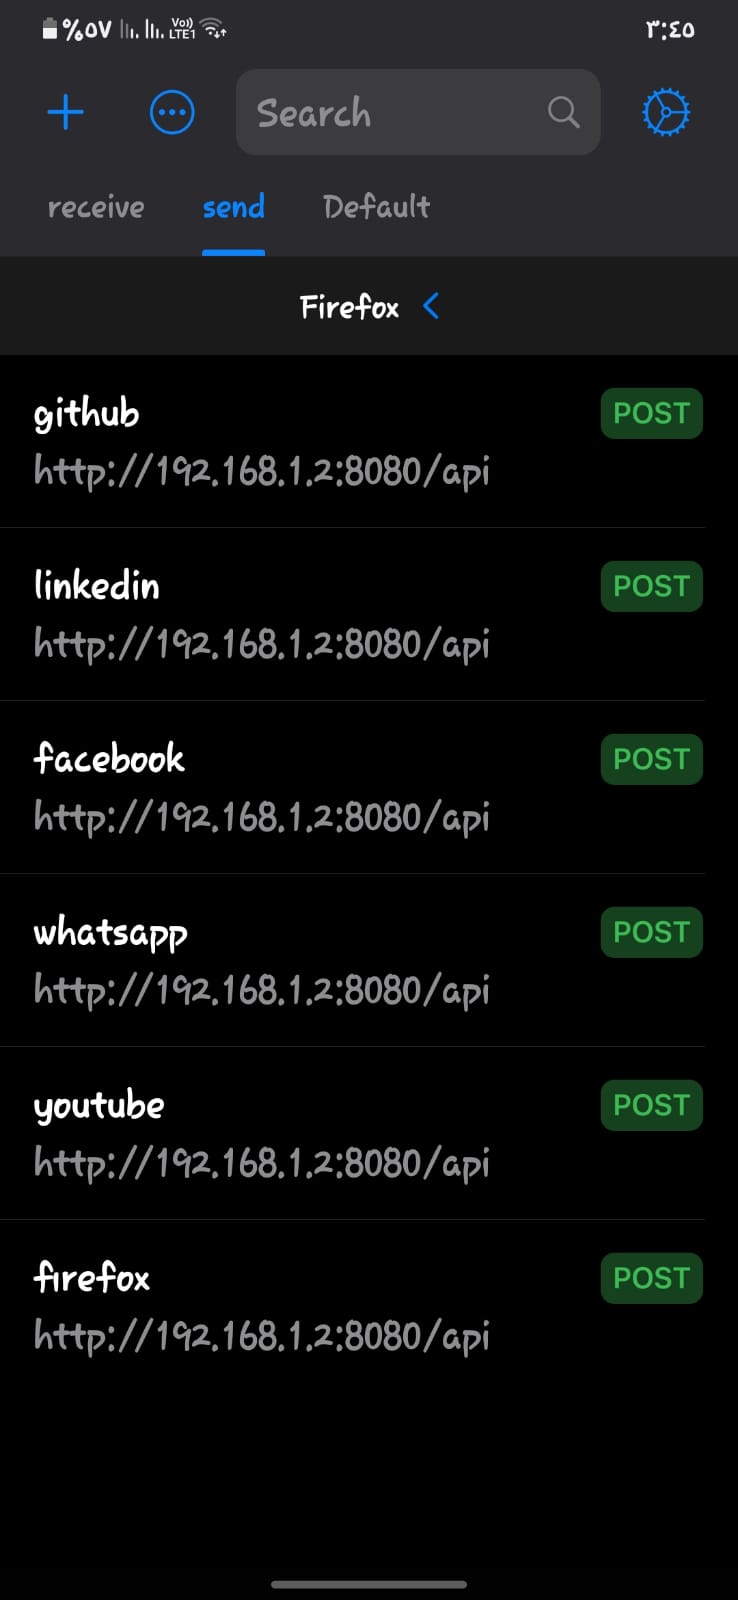 %٥٧ Vo)) LTE1 ٣:٤٥
Search
receive send Default
Firefox
github POST
http://192.168.1.2:8080/api
linkedin POST
http://192.168.1.2:8080/api
facebook POST
http://192.168.1.2:8080/api
whatsapp POST
http://192.168.1.2:8080/api
youtube POST
http://192.168.1.2:8080/api
firefox POST
http://192.168.1.2:8080/api